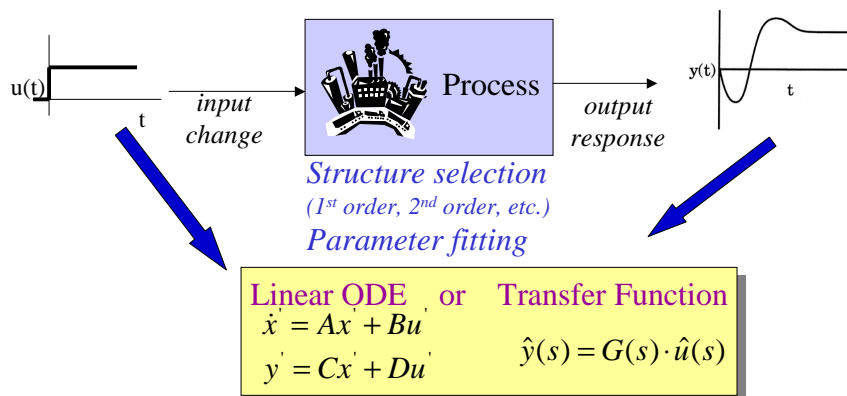 u(t)
t
input
change
Process
output
response
y(t)
t
Structure selection
(1st order, 2nd order, etc.)
Parameter fitting
Linear ODE or Transfer Function
ẋ' = Ax' + Bu'
y' = Cx' + Du'
ŷ(s) = G(s)·û(s)